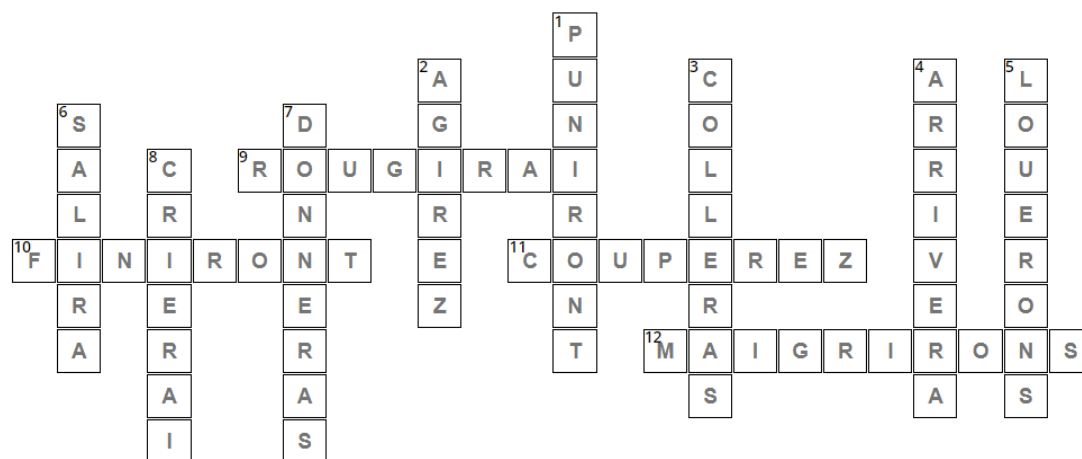 1 P
2 A U 3 C 4 A 5 L
6 S 7 D G N O R O
A 8 C 9 R O U G I R A I L R U
L R N R R L I E
10 F I N I R O N T E 11 C O U P E R E Z V R
R E E Z N R E O
A R R T 12 M A I G R I R O N S
A A S A S
I S